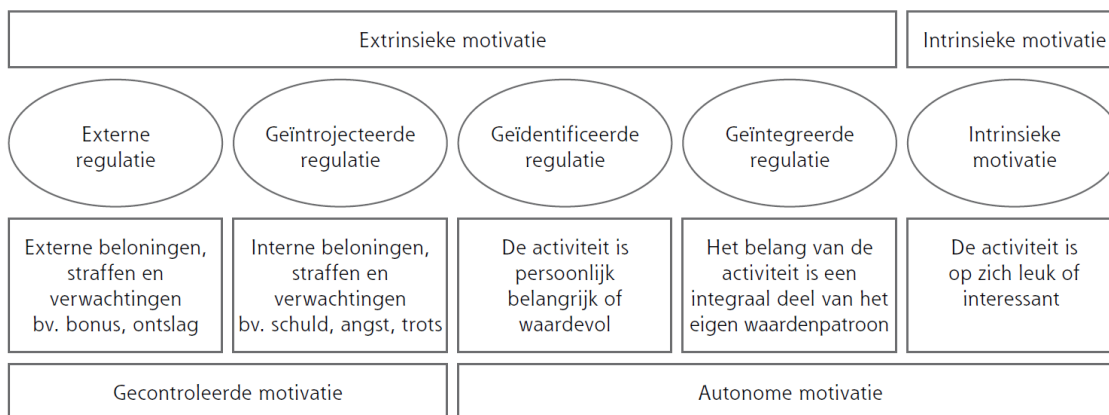 Extrinsieke motivatie
Intrinsieke motivatie
Externe
regulatie
Geïntrojecteerde
regulatie
Geïdentificeerde
regulatie
Geïntegreerde
regulatie
Intrinsieke
motivatie
Externe beloningen,
straffen en
verwachtingen
bv. bonus, ontslag
Interne beloningen,
straffen en
verwachtingen
bv. schuld, angst, trots
De activiteit is
persoonlijk
belangrijk of
waardevol
Het belang van de
activiteit is een
integraal deel van het
eigen waardenpatroon
De activiteit is
op zich leuk of
interessant
Gecontroleerde motivatie
Autonome motivatie